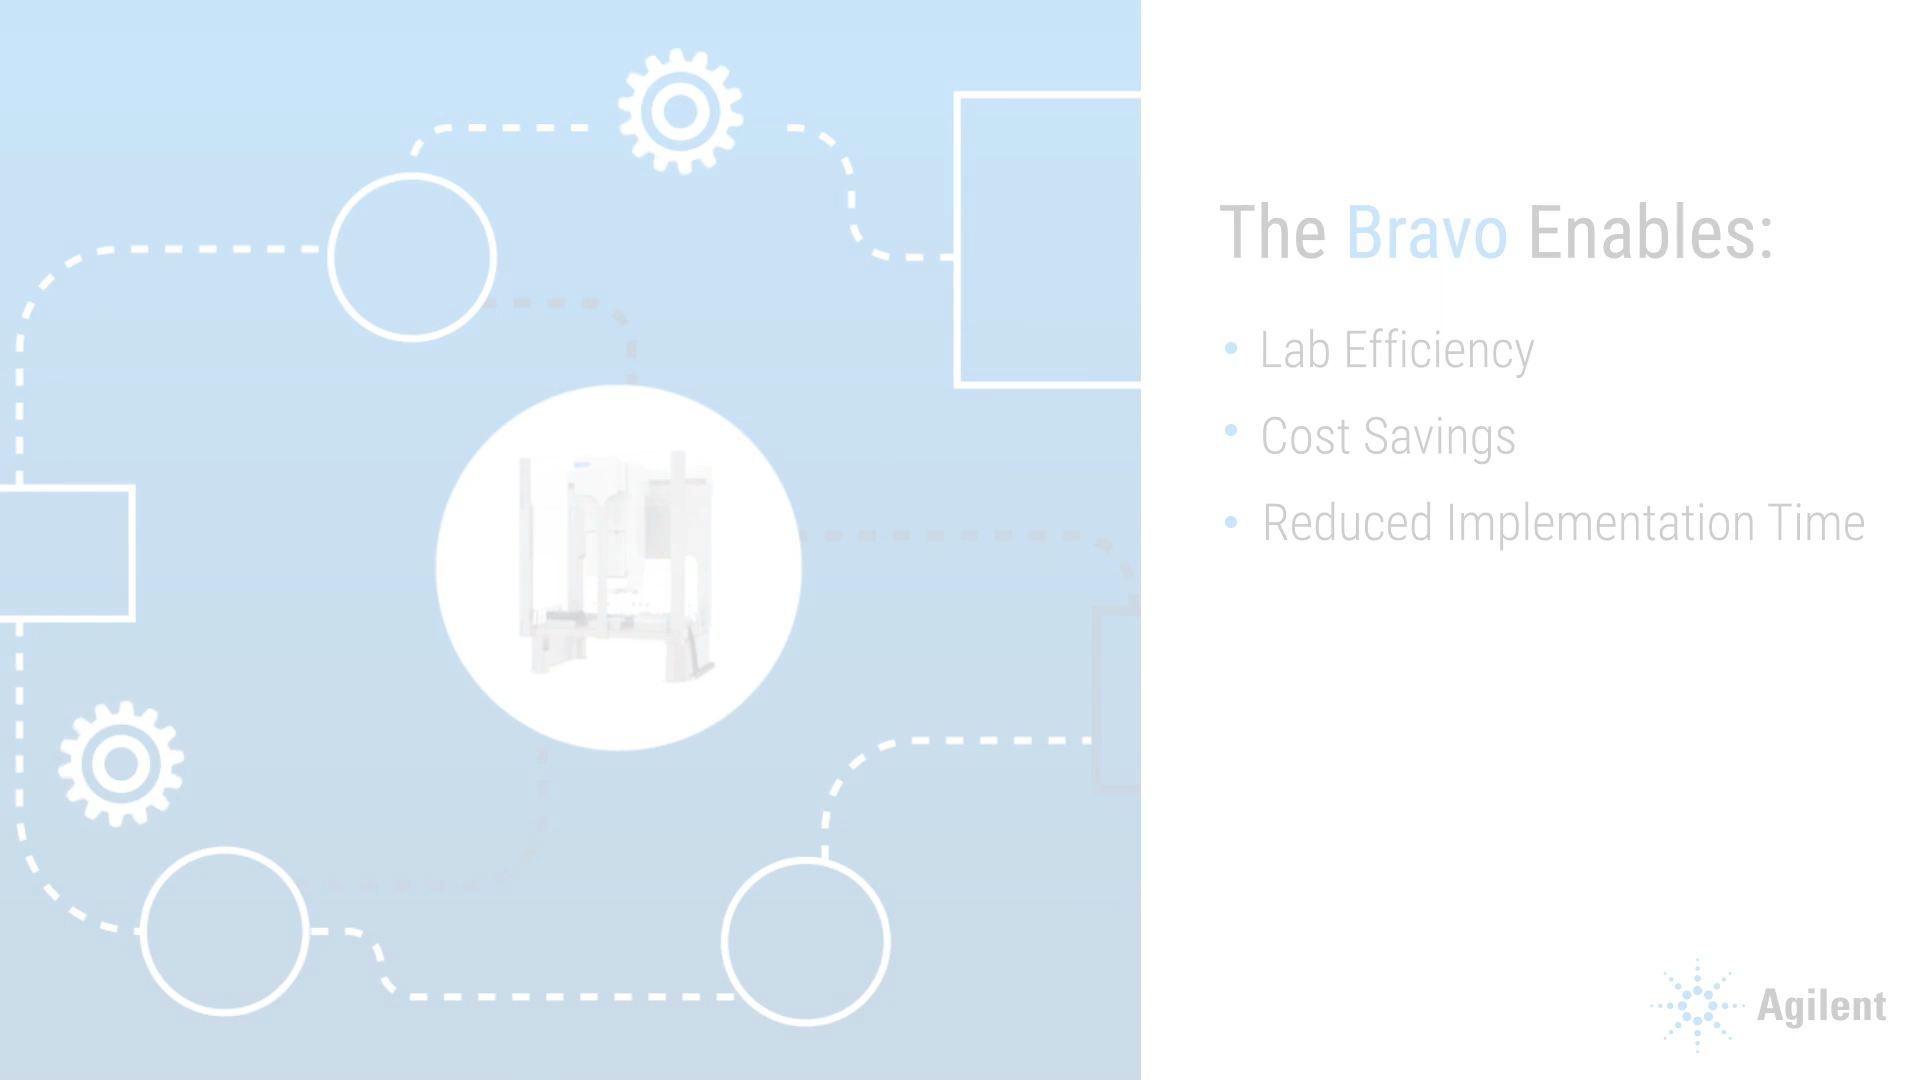 The Bravo Enables:
• Lab Efficiency
• Cost Savings
• Reduced Implementation Time
Agilent